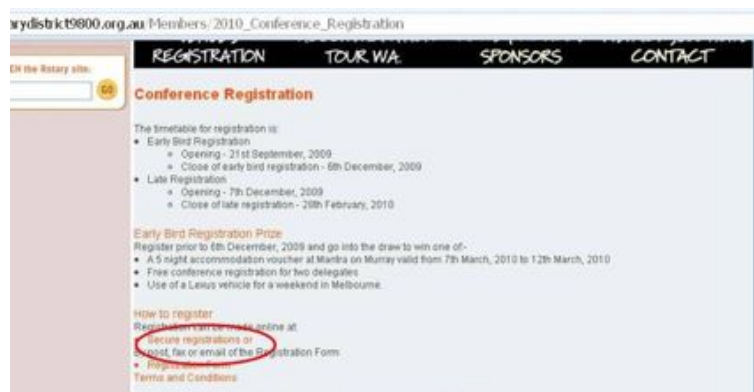 rydistrict9800.org.au/Members/2010_Conference_Registration
REGISTRATION TOUR WA. SPONSORS CONTACT
the Rotary site:
GO
Conference Registration
The timetable for registration is:
• Early Bird Registration
• Opening - 21st September, 2009
• Close of early bird registration - 6th December, 2009
• Late Registration
• Opening - 7th December, 2009
• Close of late registration - 28th February, 2010
Early Bird Registration Prize
Register prior to 6th December, 2009 and go into the draw to win one of:-
• A 5 night accommodation voucher at Mantra on Murray valid from 7th March, 2010 to 12th March, 2010
• Free conference registration for two delegates
• Use of a Lexus vehicle for a weekend in Melbourne.
How to register
Registration can be made online at
• Secure registrations or
by post, fax or email of the Registration Form
• Registration Form
Terms and Conditions